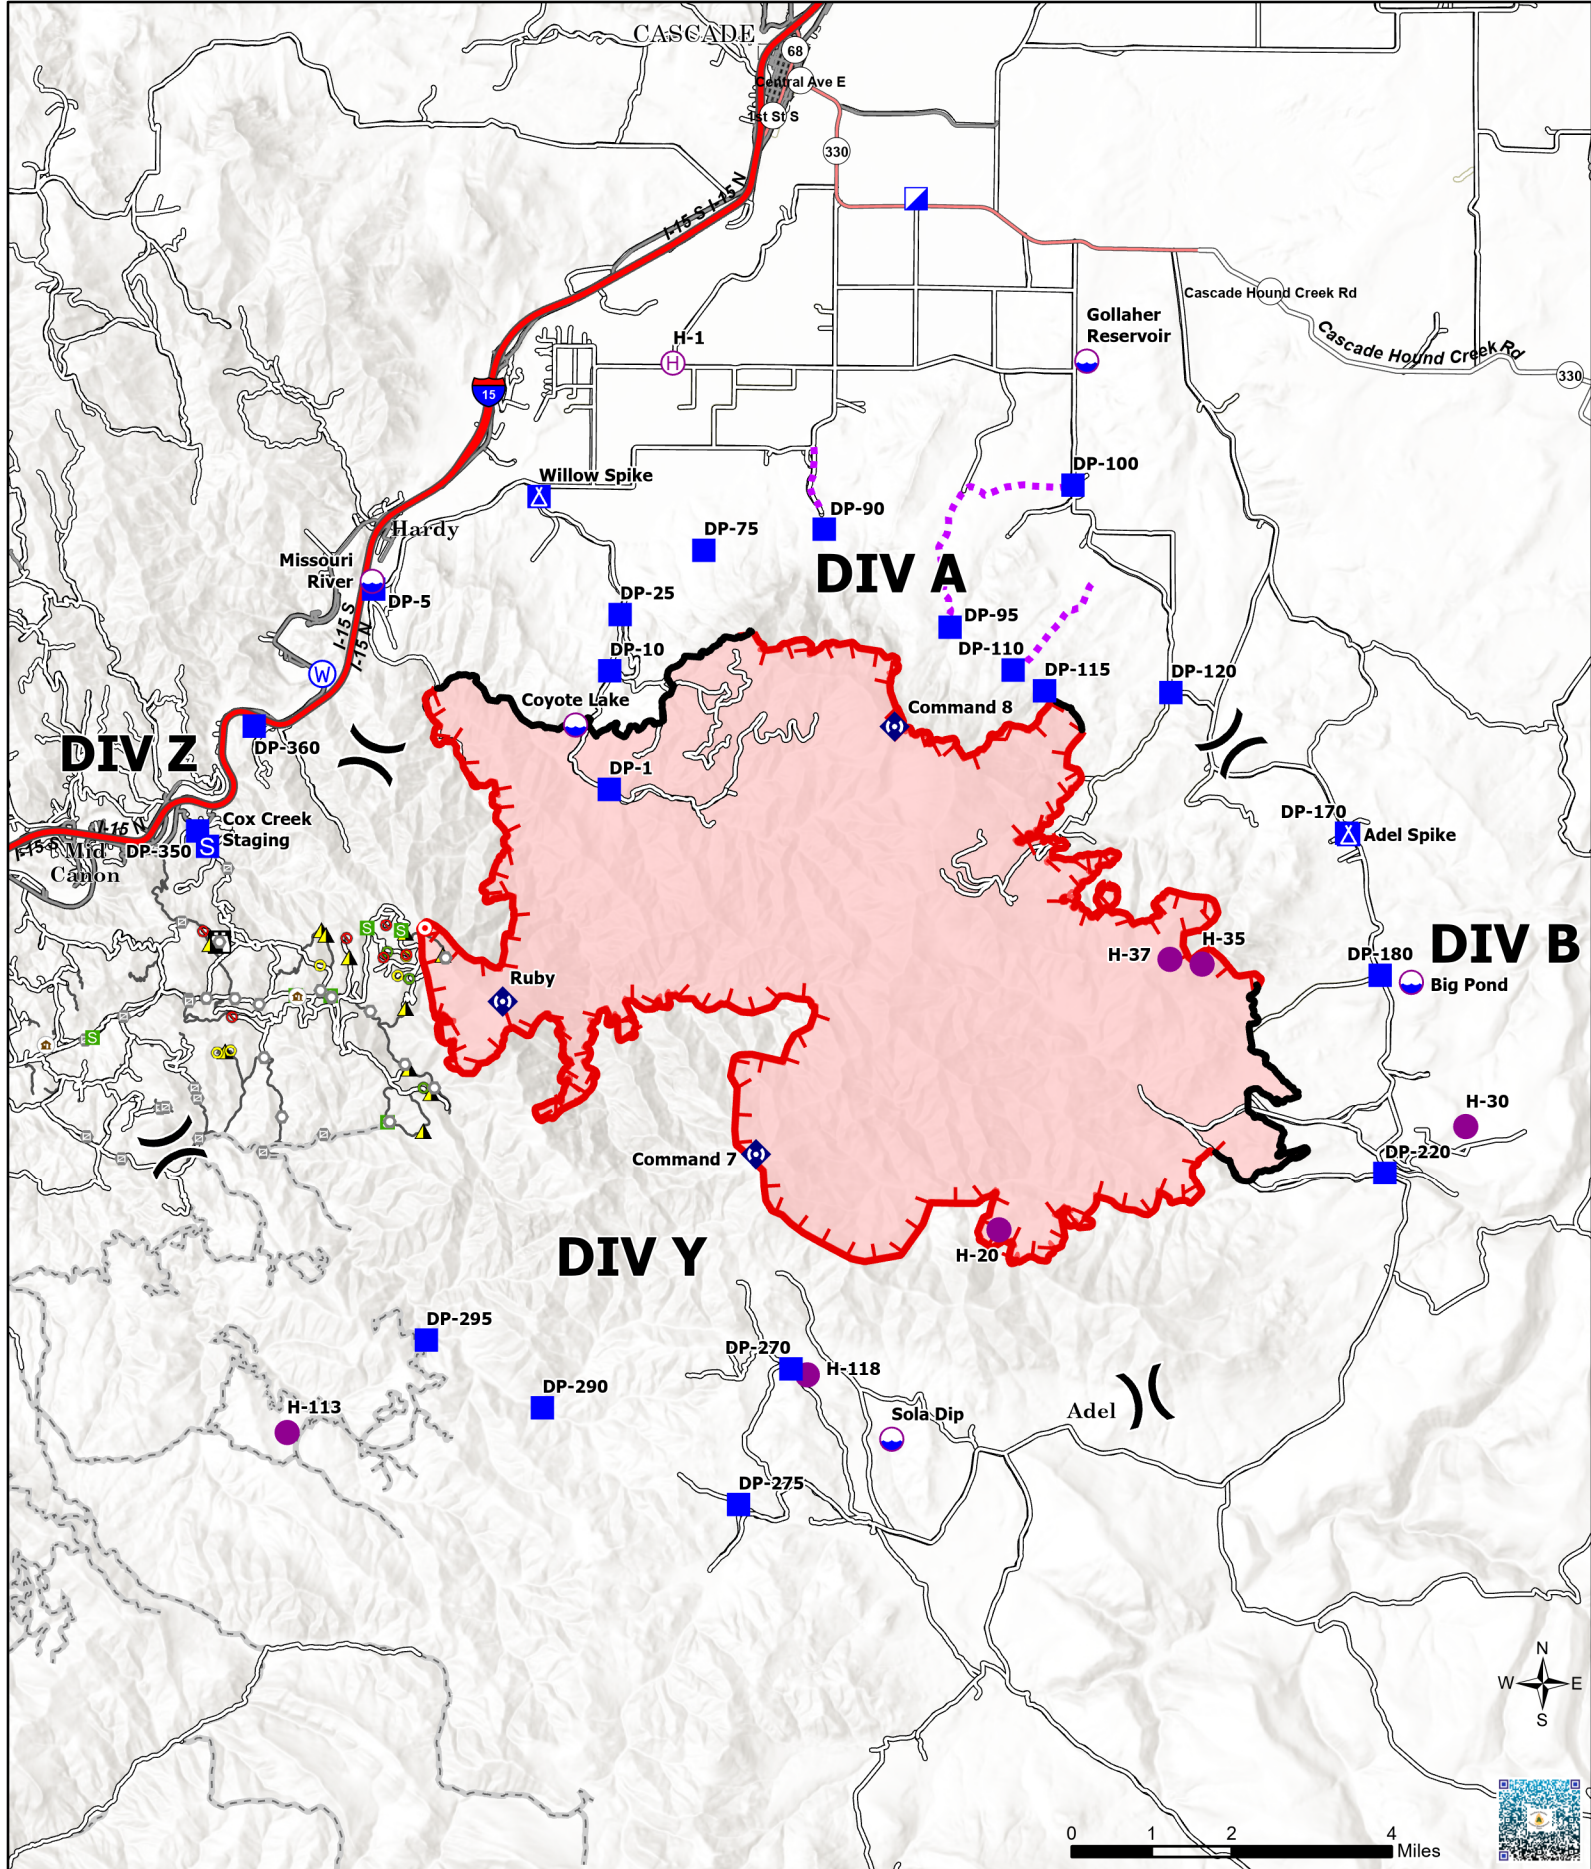 CASCADE
68
Central Ave E
1st St S
330
I-15 S I-15 N
Cascade Hound Creek Rd
Gollaher
Reservoir
Cascade Hound Creek Rd
H-1
H
330
15
Willow Spike
DP-100
DP-90
Hardy
DP-75
Missouri
River
DIV A
DP-5
DP-25
I-15 S
I-15 N
DP-95
DP-10
DP-110
W
DP-115
DP-120
Coyote Lake
Command 8
DIV Z
DP-360
DP-1
Cox Creek
Staging
DP-170
Adel Spike
I-15 S
I-15 N
Mid
Canon
DP-350
S
S
S
DIV B
H-35
H-37
DP-180
Big Pond
Ruby
S
H-30
Command 7
DP-220
DIV Y
H-20
DP-295
DP-270
H-118
DP-290
H-113
Sola Dip
Adel
DP-275
N
W
E
S
0
1
2
4
Miles